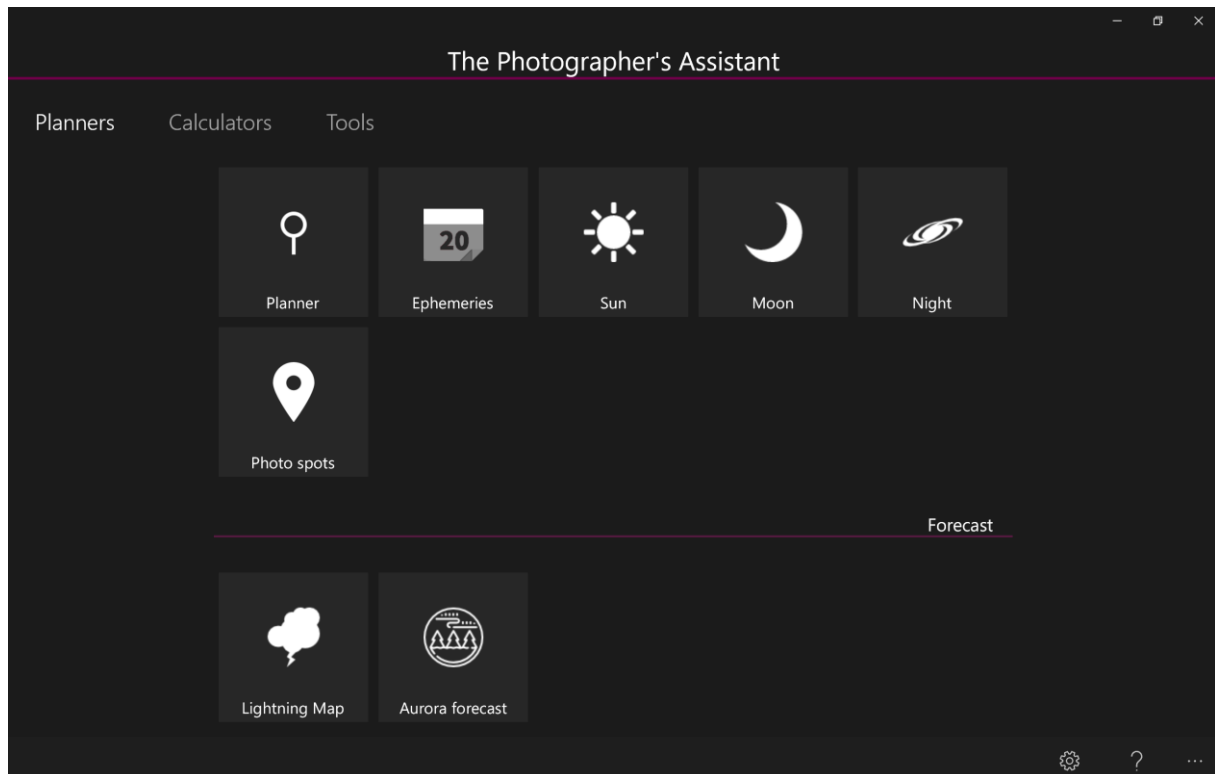 The Photographer's Assistant
Planners Calculators Tools
20
Planner Ephemeries Sun Moon Night
Photo spots
Forecast
Lightning Map Aurora forecast
?